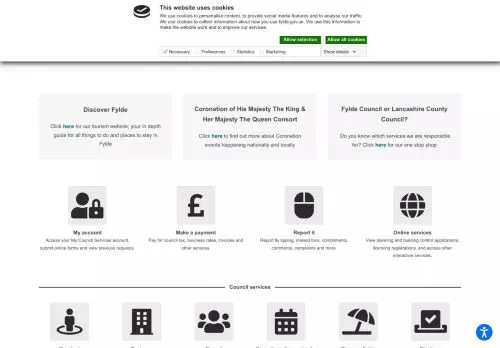 This website uses cookies
We use cookies to personalise content, to provide social media features and to analyse our traffic.
We use cookies to collect information about how you use fylde.gov.uk. We use this information to
make the website work and to improve our services.
Allow selection Allow all cookies
Necessary Preferences Statistics Marketing Show details
Discover Fylde
Click here for our tourism website; your in depth
guide for all things to do and places to stay in
Fylde
Coronation of His Majesty The King &
Her Majesty The Queen Consort
Click here to find out more about Coronation
events happening nationally and locally
Fylde Council or Lancashire County
Council?
Do you know which services we are responsible
for? Click here for our one stop shop
My account
Access your My Council Services account,
submit online forms and view previous requests.
Make a payment
Pay for council tax, business rates, invoices and
other services.
Report it
Report fly tipping, missed bins, compliments,
comments, complaints and more.
Online services
View planning and building control applications,
licensing registrations, and access other
interactive services.
Council services